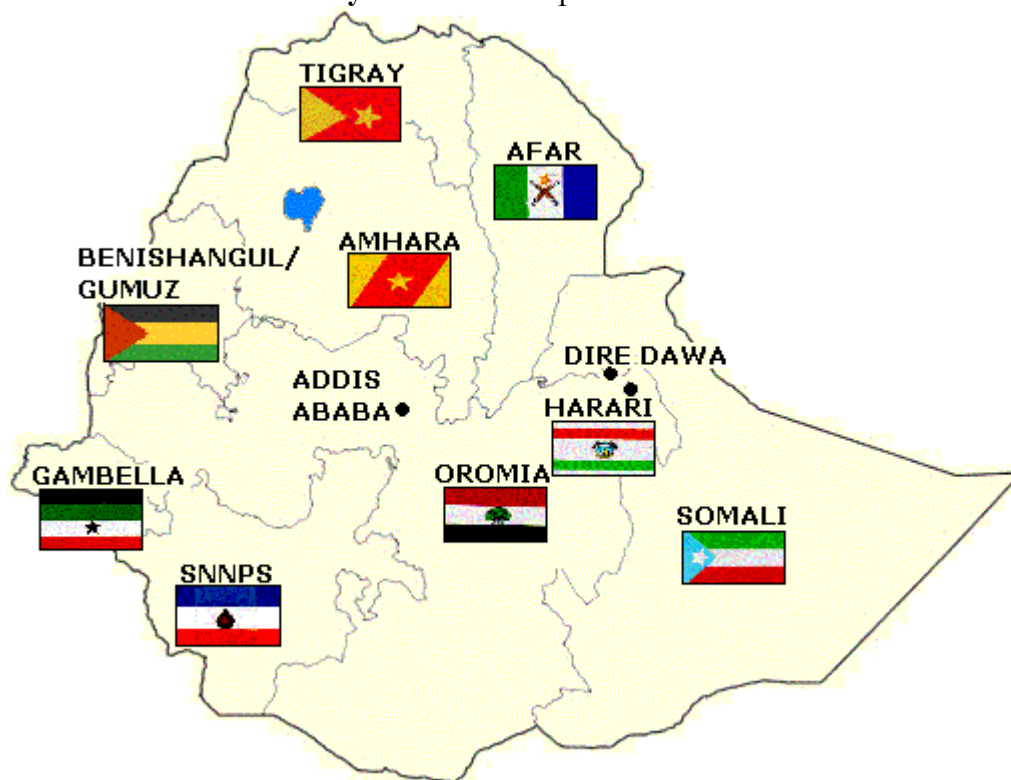 TIGRAY
AFAR
BENISHANGUL/
GUMUZ
AMHARA
DIRE DAWA
ADDIS
ABABA
HARARI
GAMBELLA
OROMIA
SOMALI
SNNPS